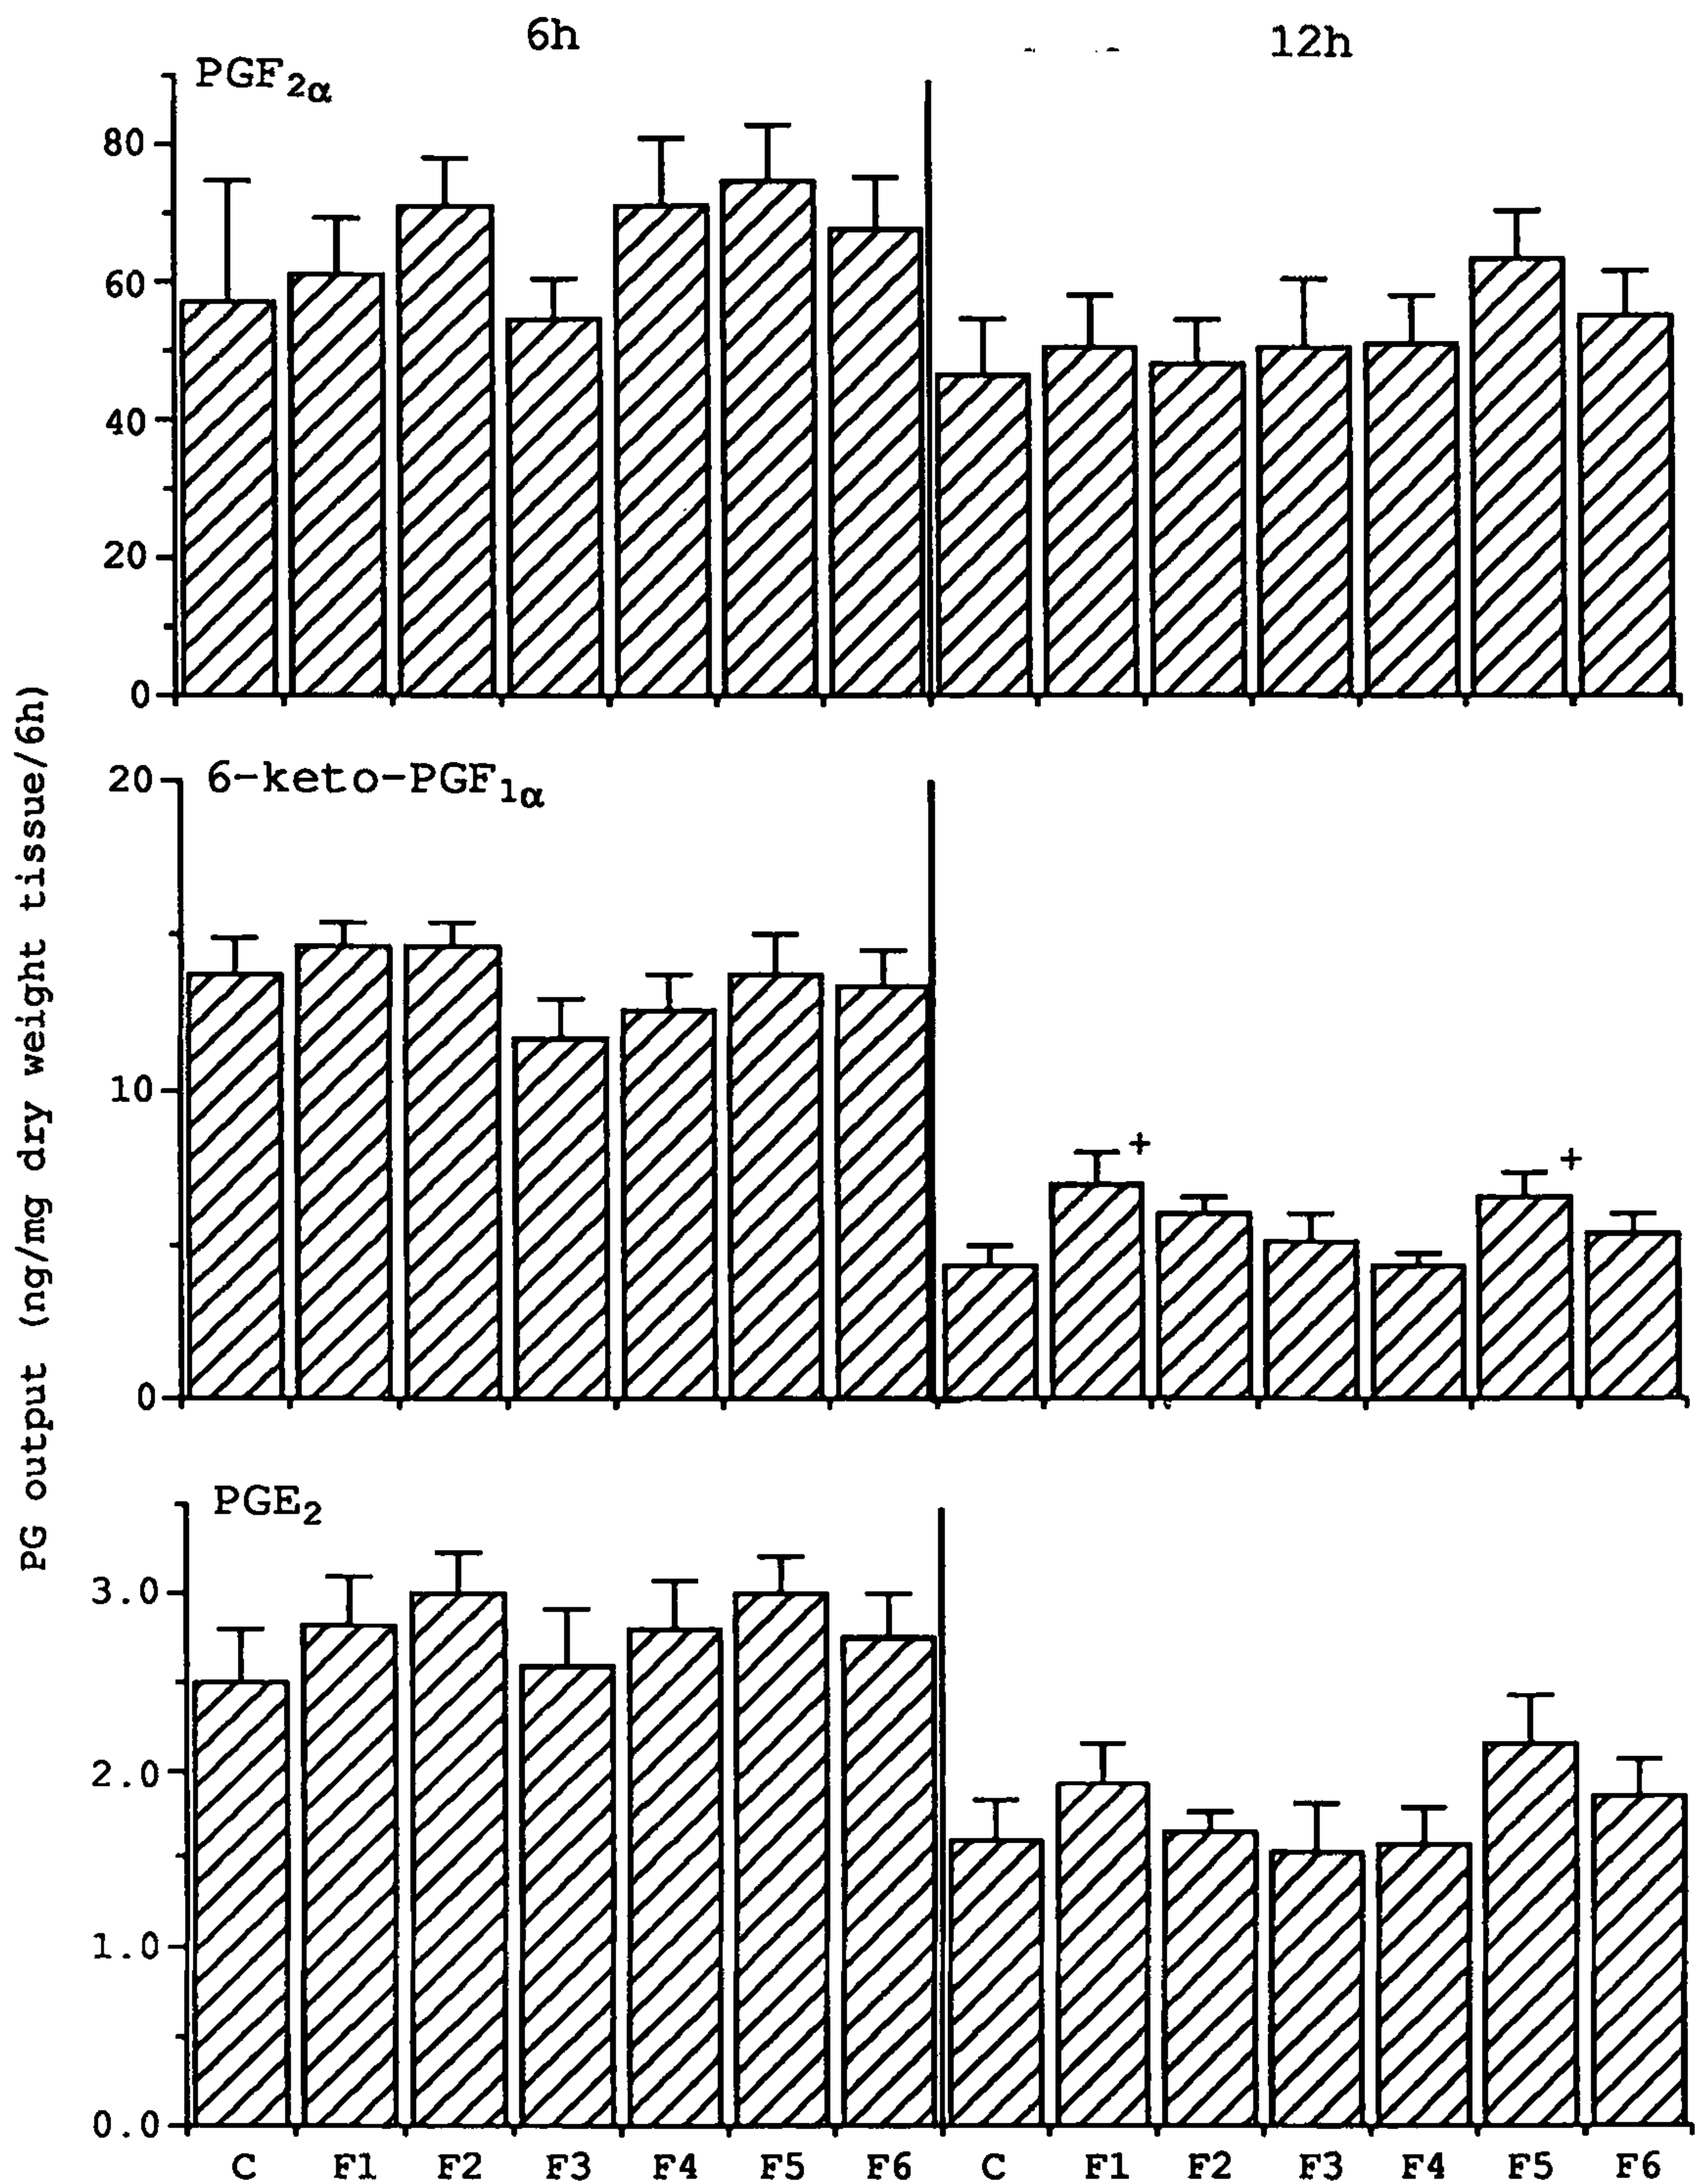 6h 12h
PGF2α
80
60
40
20
0
6-keto-PGF1α
20
10
0
PGE2
3.0
2.0
1.0
0.0
C F1 F2 F3 F4 F5 F6 C F1 F2 F3 F4 F5 F6
PG output (ng/mg dry weight tissue/6h)
+ +